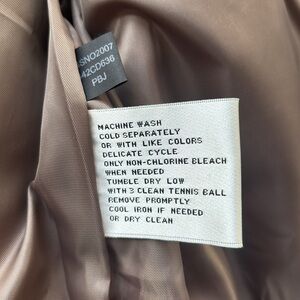 SNO2007
42CD636
PBJ
MACHINE WASH
COLD SEPARATELY
OR WITH LIKE COLORS
DELICATE CYCLE
ONLY NON-CHLORINE BLEACH
WHEN NEEDED
TUMBLE DRY LOW
WITH 3 CLEAN TENNIS BALL
REMOVE PROMPTLY
COOL IRON IF NEEDED
OR DRY CLEAN